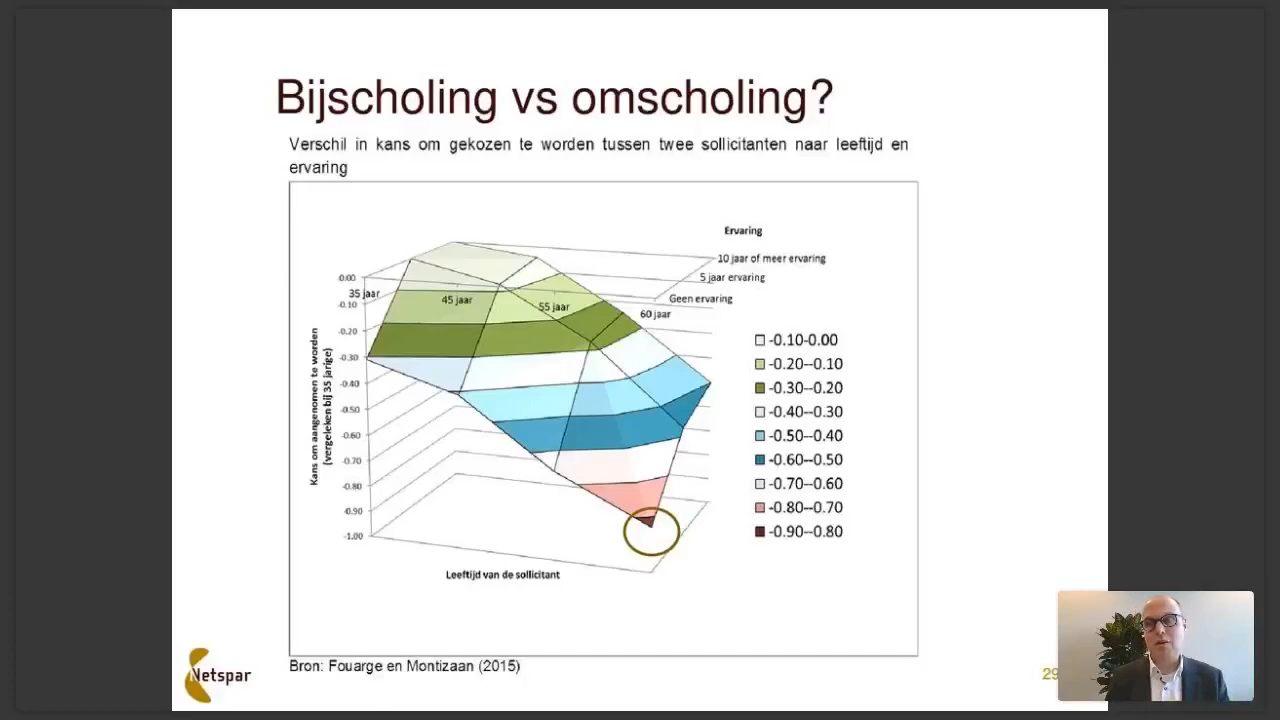 Bijscholing vs omscholing?
Verschil in kans om gekozen te worden tussen twee sollicitanten naar leeftijd en
ervaring
Ervaring
10 jaar of meer ervaring
5 jaar ervaring
Geen ervaring
35 jaar
45 jaar
55 jaar
60 jaar
0.00
-0.10
-0.20
-0.30
-0.40
-0.50
-0.60
-0.70
-0.80
-0.90
-1.00
Kans om aangenomen te worden
(vergeleken bij 35 jarige)
Leeftijd van de sollicitant
-0.10-0.00
-0.20--0.10
-0.30--0.20
-0.40--0.30
-0.50--0.40
-0.60--0.50
-0.70--0.60
-0.80--0.70
-0.90--0.80
Bron: Fouarge en Montizaan (2015)
Netspar
29